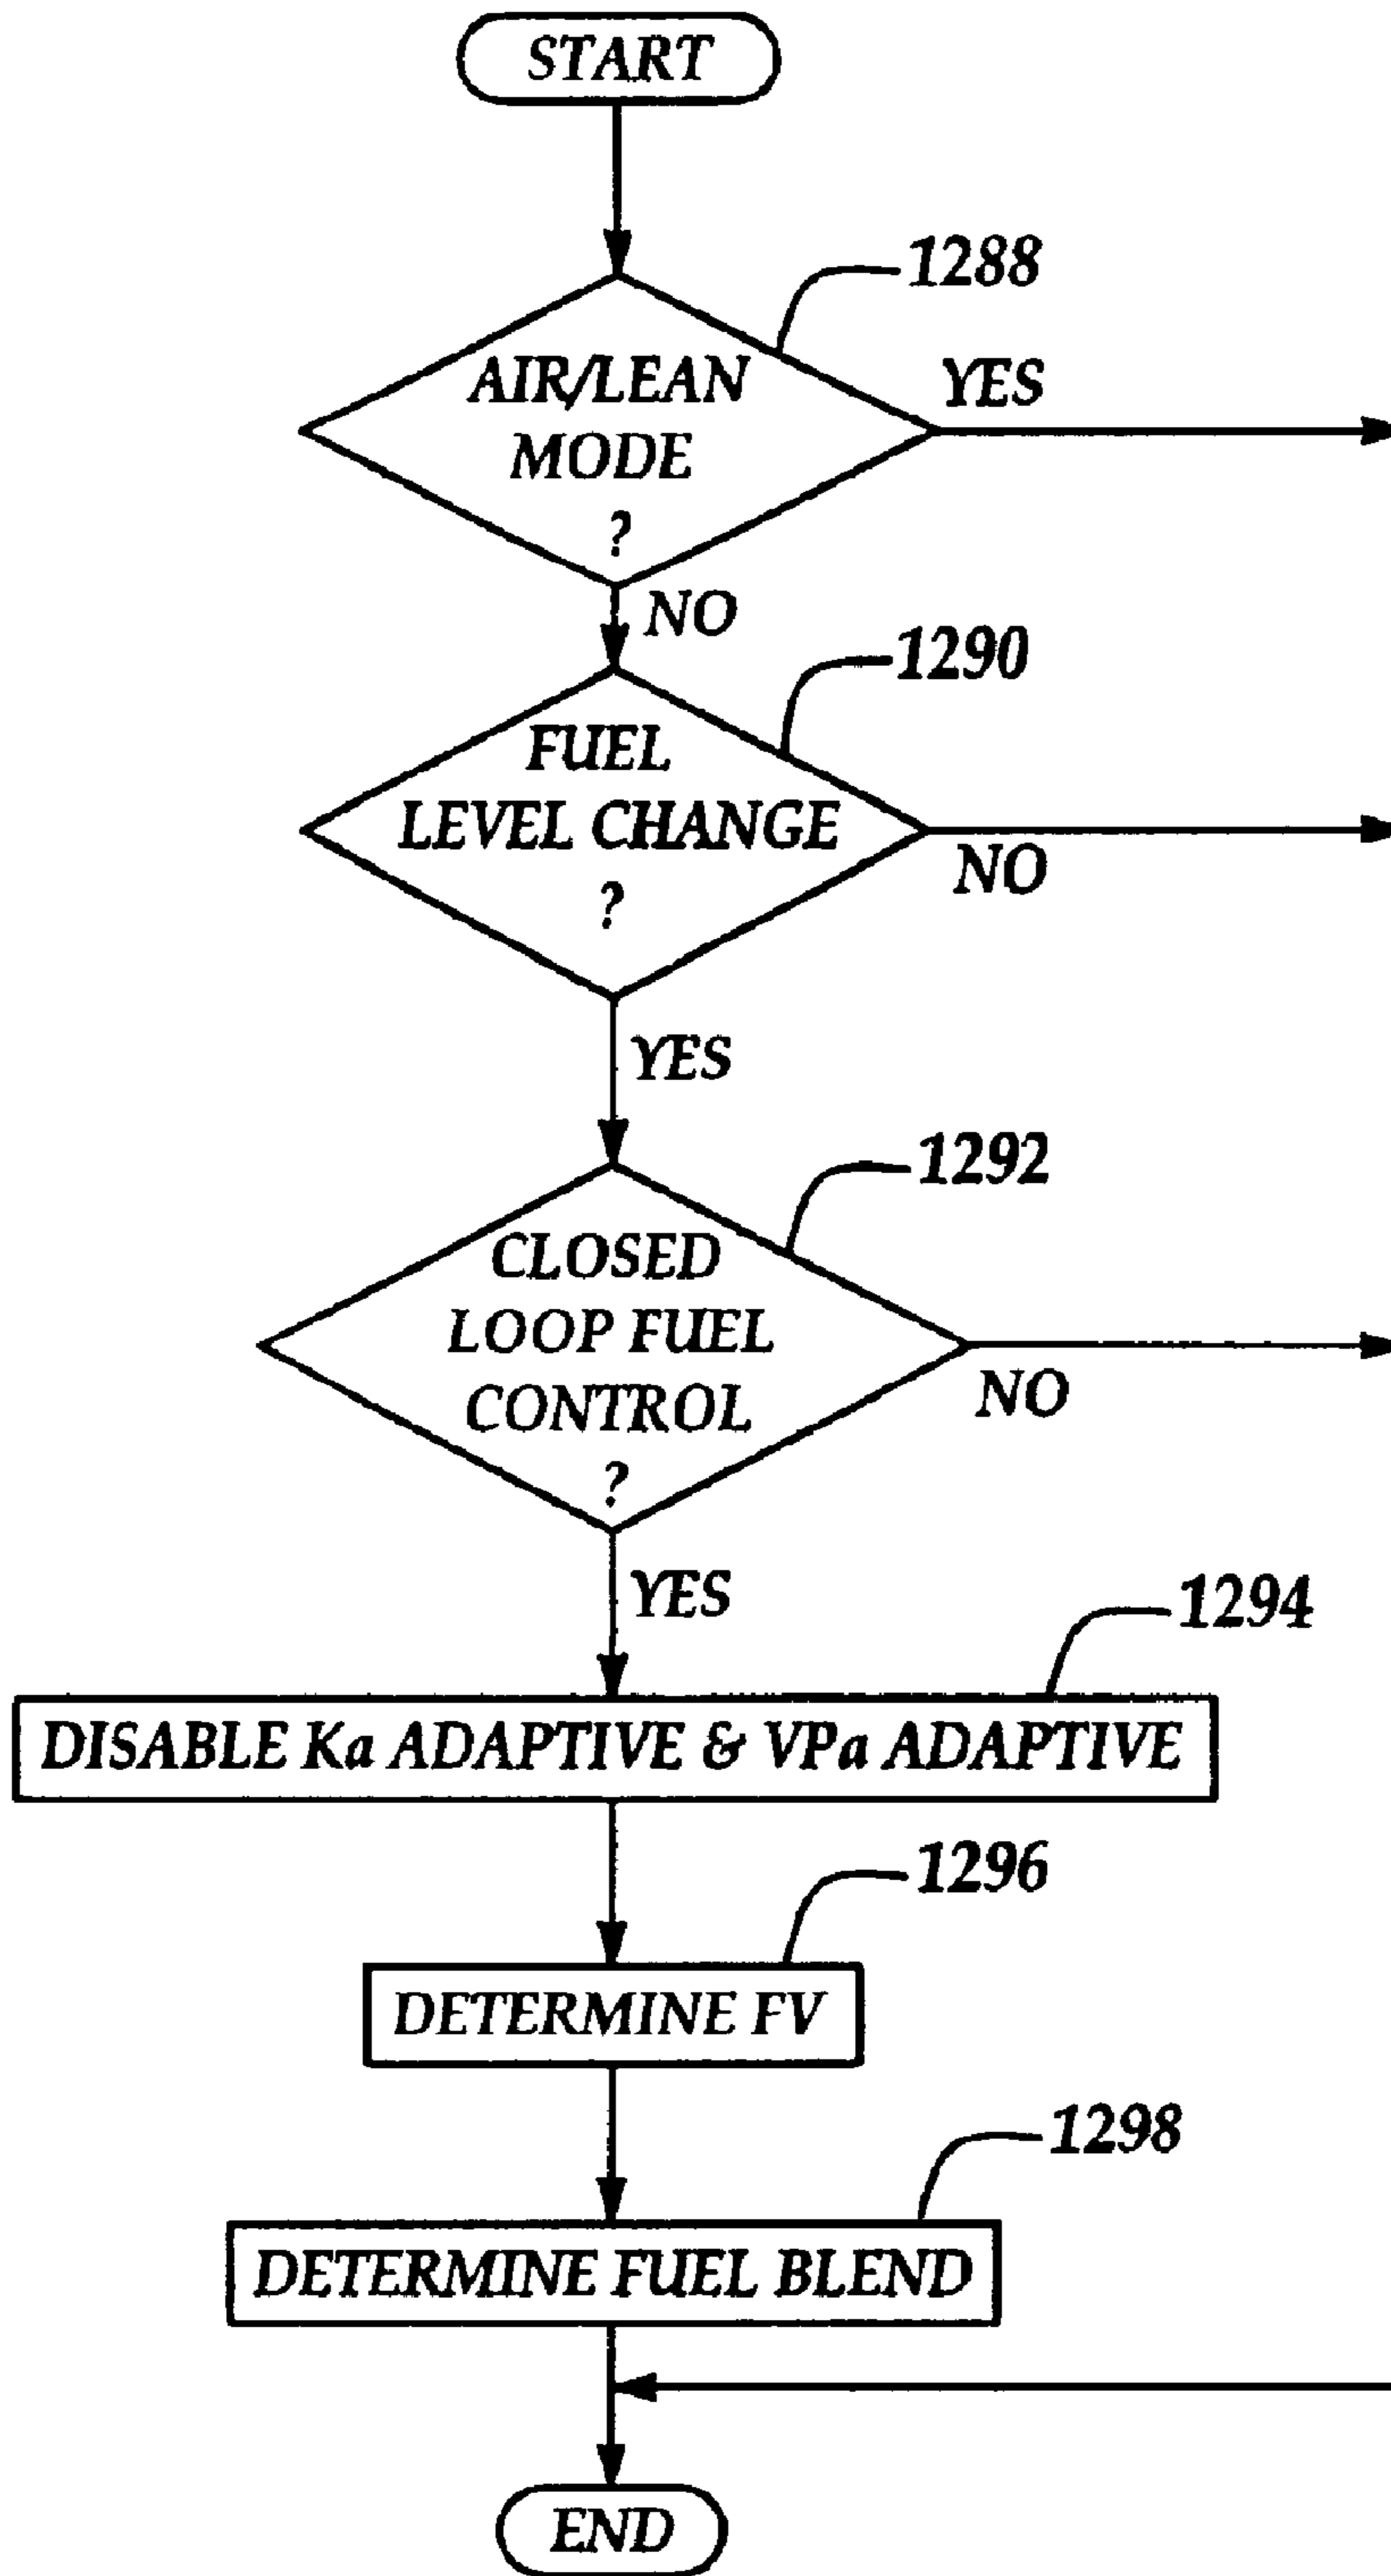 START
1288
AIR/LEAN
MODE
?
YES
NO
1290
FUEL
LEVEL CHANGE
?
NO
YES
1292
CLOSED
LOOP FUEL
CONTROL
?
NO
YES
1294
DISABLE Ka ADAPTIVE & VPa ADAPTIVE
1296
DETERMINE FV
1298
DETERMINE FUEL BLEND
END